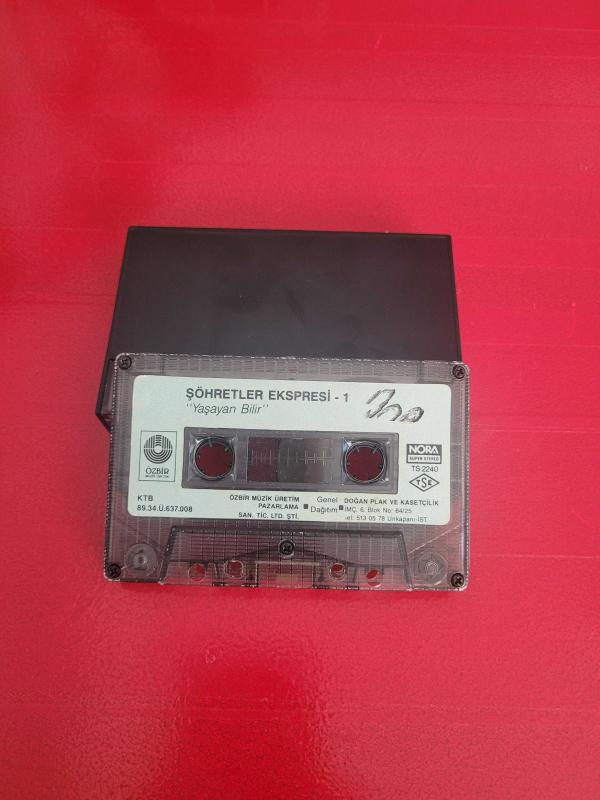 ŞÖHRETLER EKSPRESİ - 1
"Yaşayan Bilir"
ÖZBİR
NORA
SUPER STEREO
TS 2240
TSE
KTB
89.34.Ü.637.008
ÖZBİR MÜZİK ÜRETİM
PAZARLAMA
SAN. TİC. LTD. ŞTİ.
Genel
Dağıtım
DOĞAN PLAK VE KASETÇİLİK
İMÇ. 6. Blok No: 64/25
Tel: 513 05 78 Unkapanı-İST.